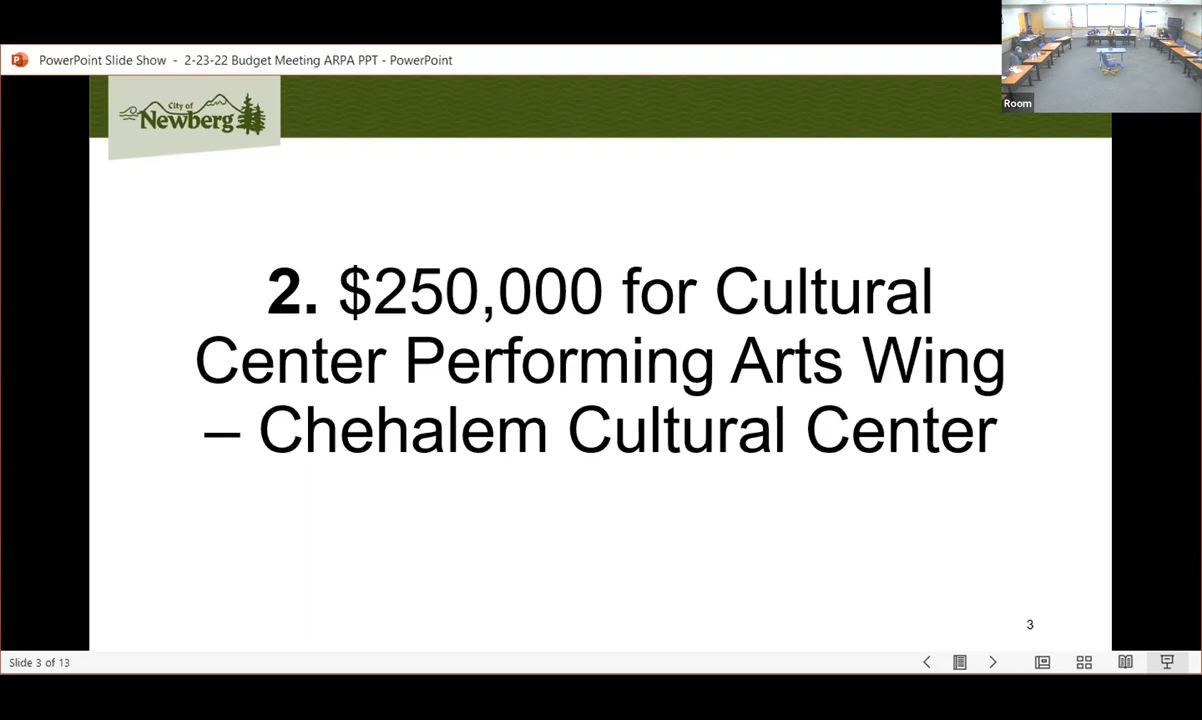 PowerPoint Slide Show - 2-23-22 Budget Meeting ARPA PPT - PowerPoint
Room
City of
Newberg
2. $250,000 for Cultural
Center Performing Arts Wing
– Chehalem Cultural Center
3
Slide 3 of 13